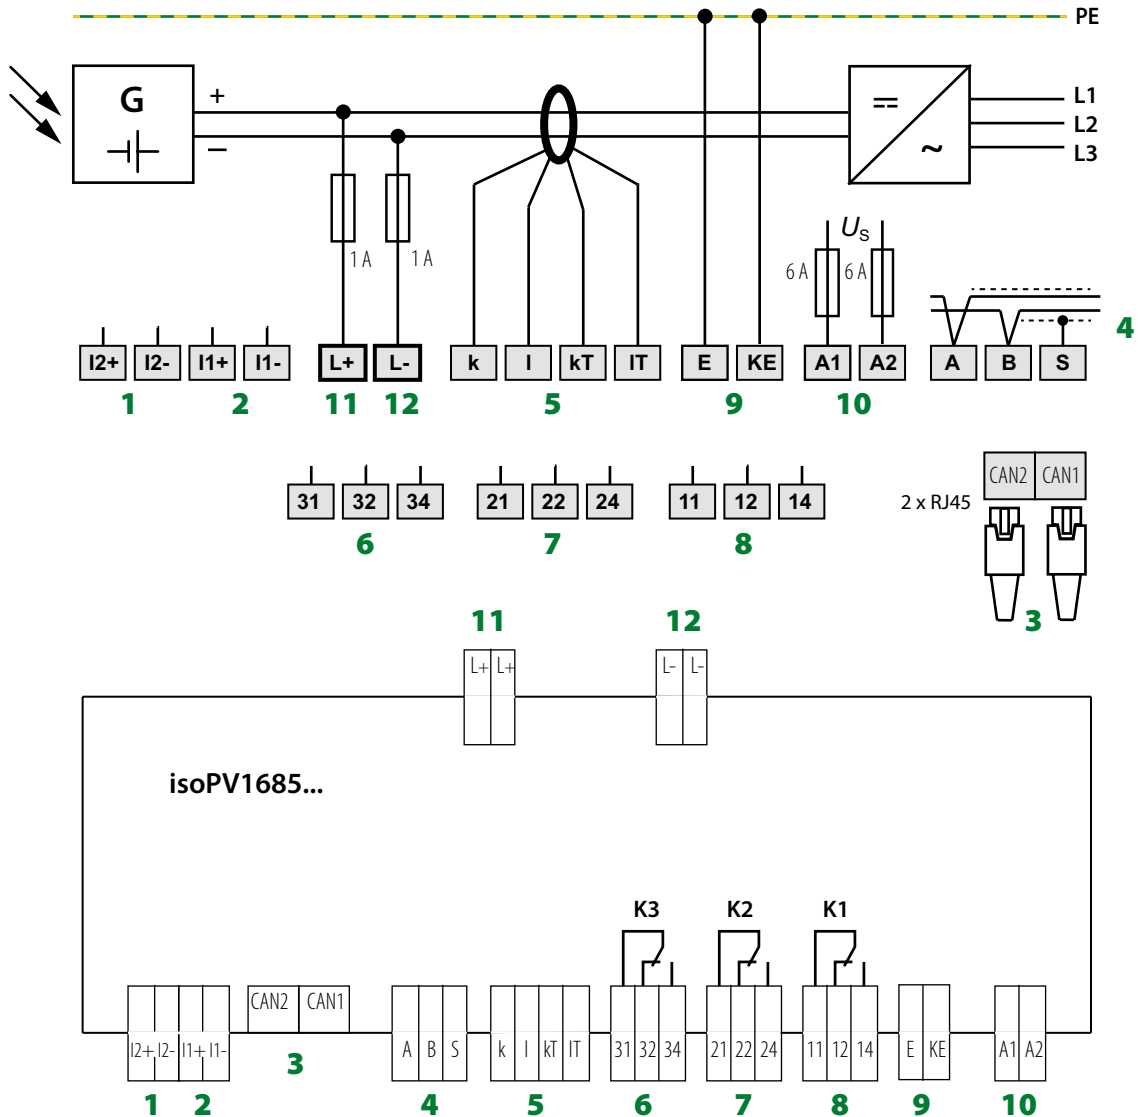 PE
G
+
–
=
~
L1
L2
L3
1 A
1 A
US
6 A
6 A
4
I2+ I2- I1+ I1- L+ L- k l kT lT E KE A1 A2 A B S
1 2 11 12 5 9 10
CAN2 CAN1
2 x RJ45
31 32 34 21 22 24 11 12 14
6 7 8
3
11 12
L+ L+ L- L-
isoPV1685...
K3 K2 K1
CAN2 CAN1
I2+ I2- I1+ I1- A B S k l kT lT 31 32 34 21 22 24 11 12 14 E KE A1 A2
3
1 2 4 5 6 7 8 9 10